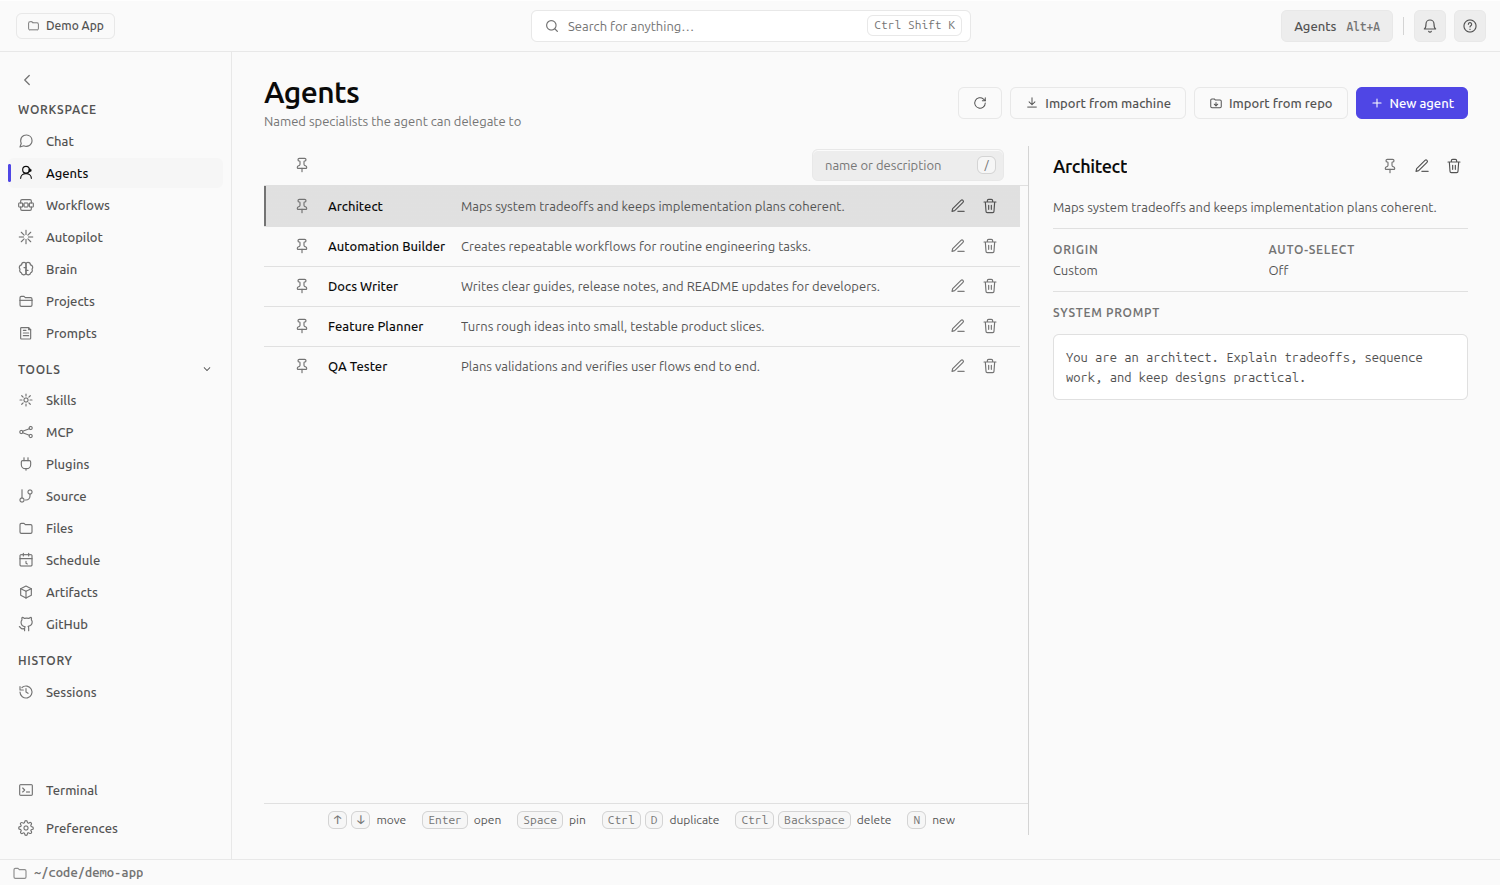 Demo App
Search for anything...
Ctrl Shift K
Agents Alt+A
WORKSPACE
Chat
Agents
Workflows
Autopilot
Brain
Projects
Prompts
TOOLS
Skills
MCP
Plugins
Source
Files
Schedule
Artifacts
GitHub
HISTORY
Sessions
Terminal
Preferences
Agents
Named specialists the agent can delegate to
Import from machine
Import from repo
+ New agent
name or description /
Architect Maps system tradeoffs and keeps implementation plans coherent.
Automation Builder Creates repeatable workflows for routine engineering tasks.
Docs Writer Writes clear guides, release notes, and README updates for developers.
Feature Planner Turns rough ideas into small, testable product slices.
QA Tester Plans validations and verifies user flows end to end.
↑ ↓ move Enter open Space pin Ctrl D duplicate Ctrl Backspace delete N new
Architect
Maps system tradeoffs and keeps implementation plans coherent.
ORIGIN AUTO-SELECT
Custom Off
SYSTEM PROMPT
You are an architect. Explain tradeoffs, sequence
work, and keep designs practical.
~/code/demo-app